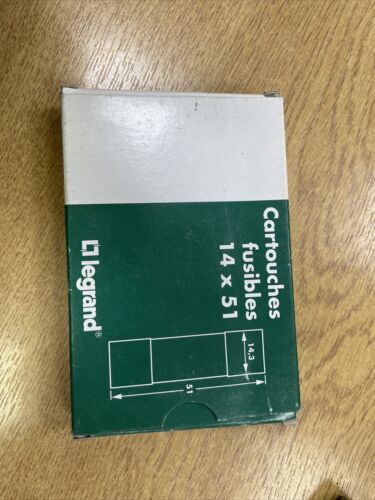 Cartouches
fusibles
14 x 51
legrand®
14,3
51